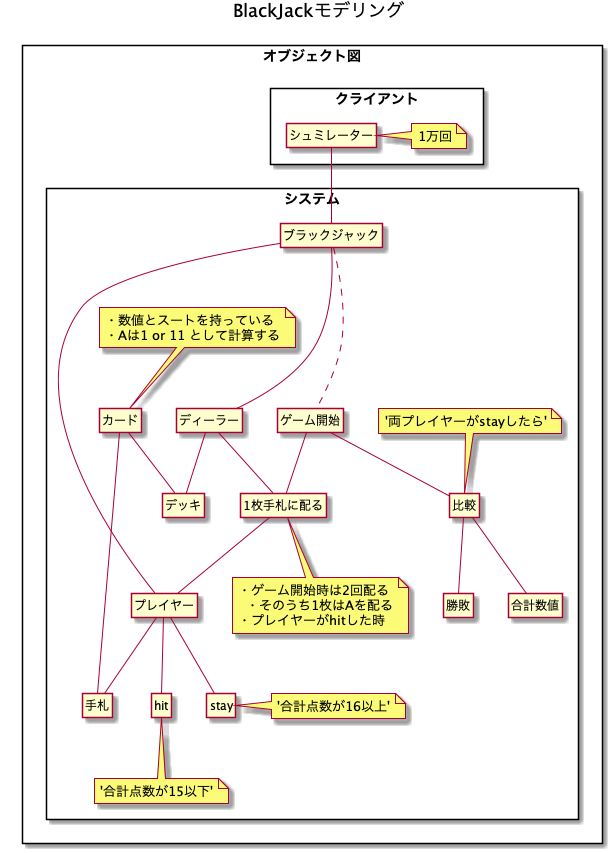 BlackJackモデリング
オブジェクト図
クライアント
シュミレーター
1万回
システム
ブラックジャック
・数値とスートを持っている
・Aは1 or 11 として計算する
カード
ディーラー
ゲーム開始
'両プレイヤーがstayしたら'
デッキ
1枚手札に配る
比較
・ゲーム開始時は2回配る
・そのうち1枚はAを配る
・プレイヤーがhitした時
プレイヤー
勝敗
合計数値
手札
hit
stay
'合計点数が16以上'
'合計点数が15以下'